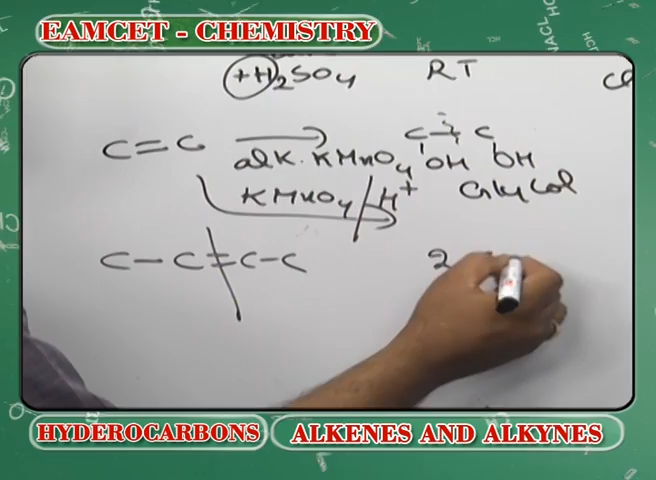 EAMCET - CHEMISTRY
+H2SO4 RT
C=C alk. KMnO4 C-C
OH OH
KMnO4/H+ Glycol
C-C=C-C 2
HYDEROCARBONS ALKENES AND ALKYNES